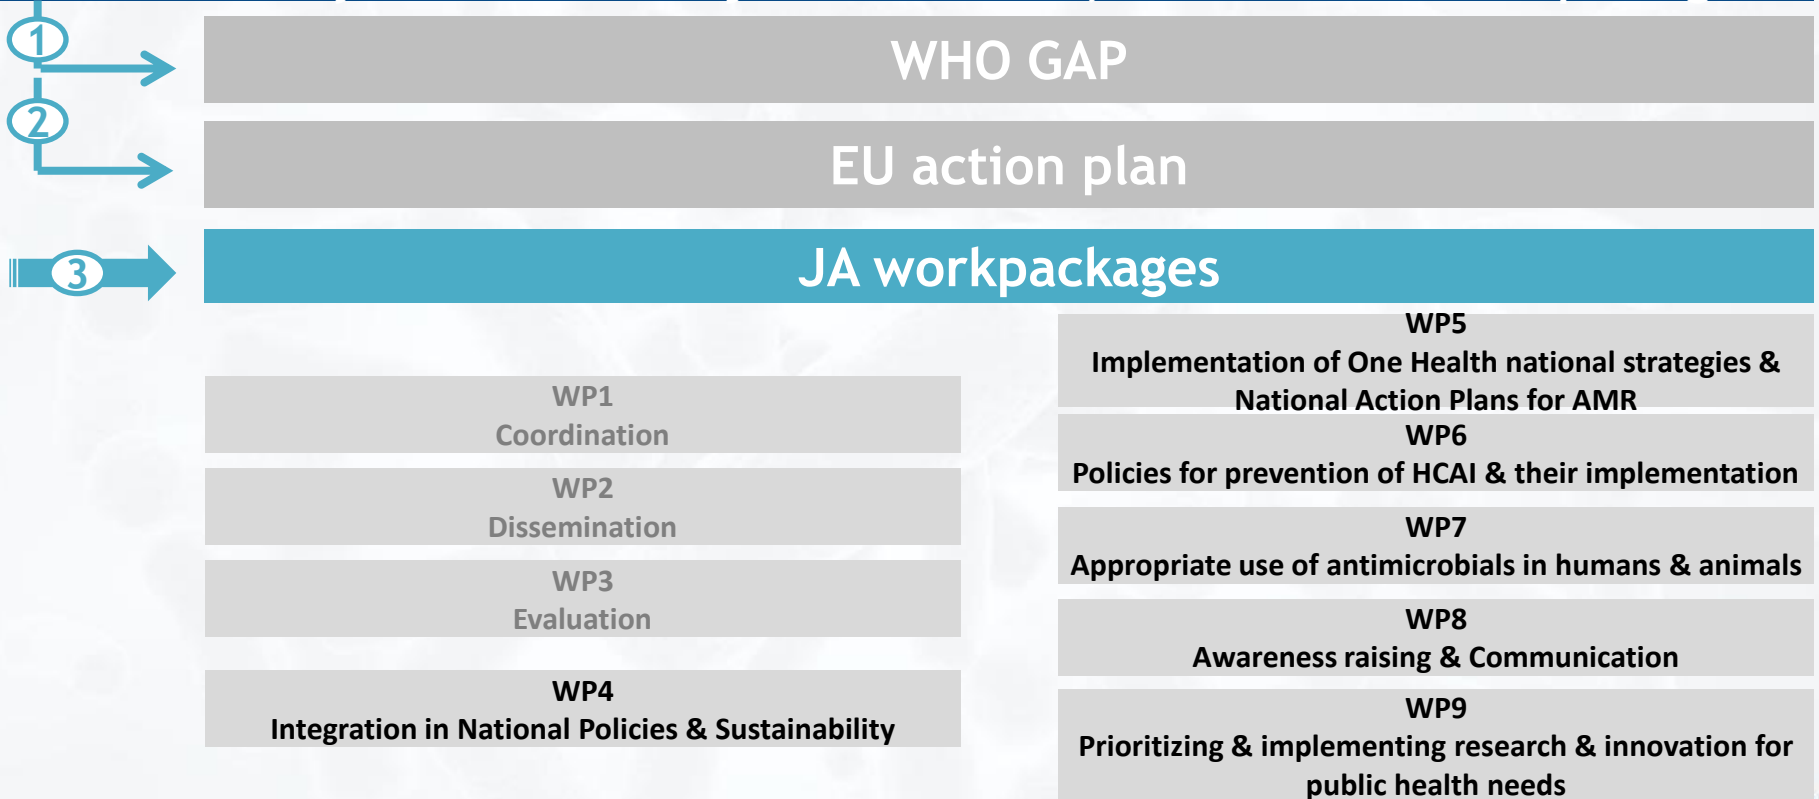 1
WHO GAP
2
EU action plan
3
JA workpackages
WP1
Coordination
WP2
Dissemination
WP3
Evaluation
WP4
Integration in National Policies & Sustainability
WP5
Implementation of One Health national strategies &
National Action Plans for AMR
WP6
Policies for prevention of HCAI & their implementation
WP7
Appropriate use of antimicrobials in humans & animals
WP8
Awareness raising & Communication
WP9
Prioritizing & implementing research & innovation for
public health needs